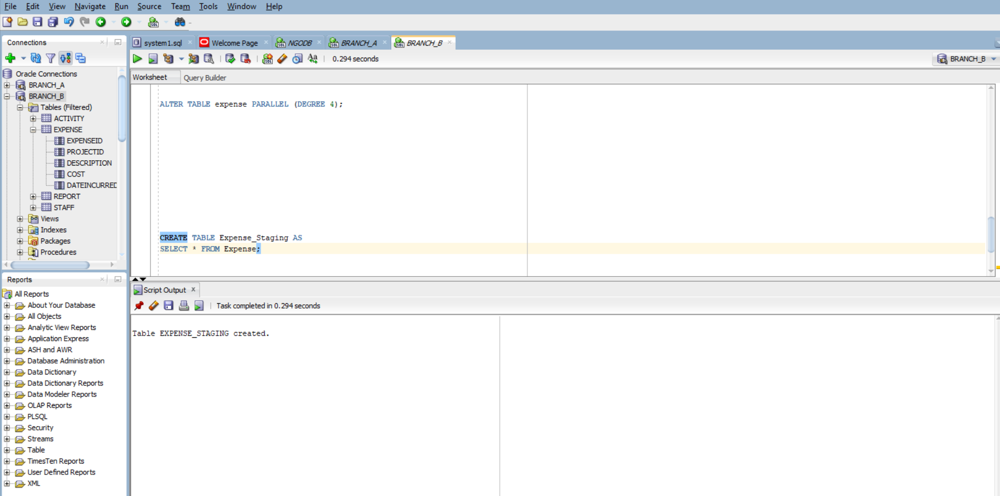 File Edit View Navigate Run Source Team Tools Window Help
Connections
system1.sql
Welcome Page
NGODB
BRANCH_A
BRANCH_B
0.294 seconds
BRANCH_B
Worksheet
Query Builder
Oracle Connections
BRANCH_A
BRANCH_B
Tables (Filtered)
ACTIVITY
EXPENSE
EXPENSEID
PROJECTID
DESCRIPTION
COST
DATEINCURRED
REPORT
STAFF
Views
Indexes
Packages
Procedures
ALTER TABLE expense PARALLEL (DEGREE 4);
CREATE TABLE Expense_Staging AS
SELECT * FROM Expense;
Reports
All Reports
About Your Database
All Objects
Analytic View Reports
Application Express
ASH and AWR
Database Administration
Data Dictionary
Data Dictionary Reports
Data Modeler Reports
OLAP Reports
PLSQL
Security
Streams
Table
TimesTen Reports
User Defined Reports
XML
Script Output x
Task completed in 0.294 seconds
Table EXPENSE_STAGING created.